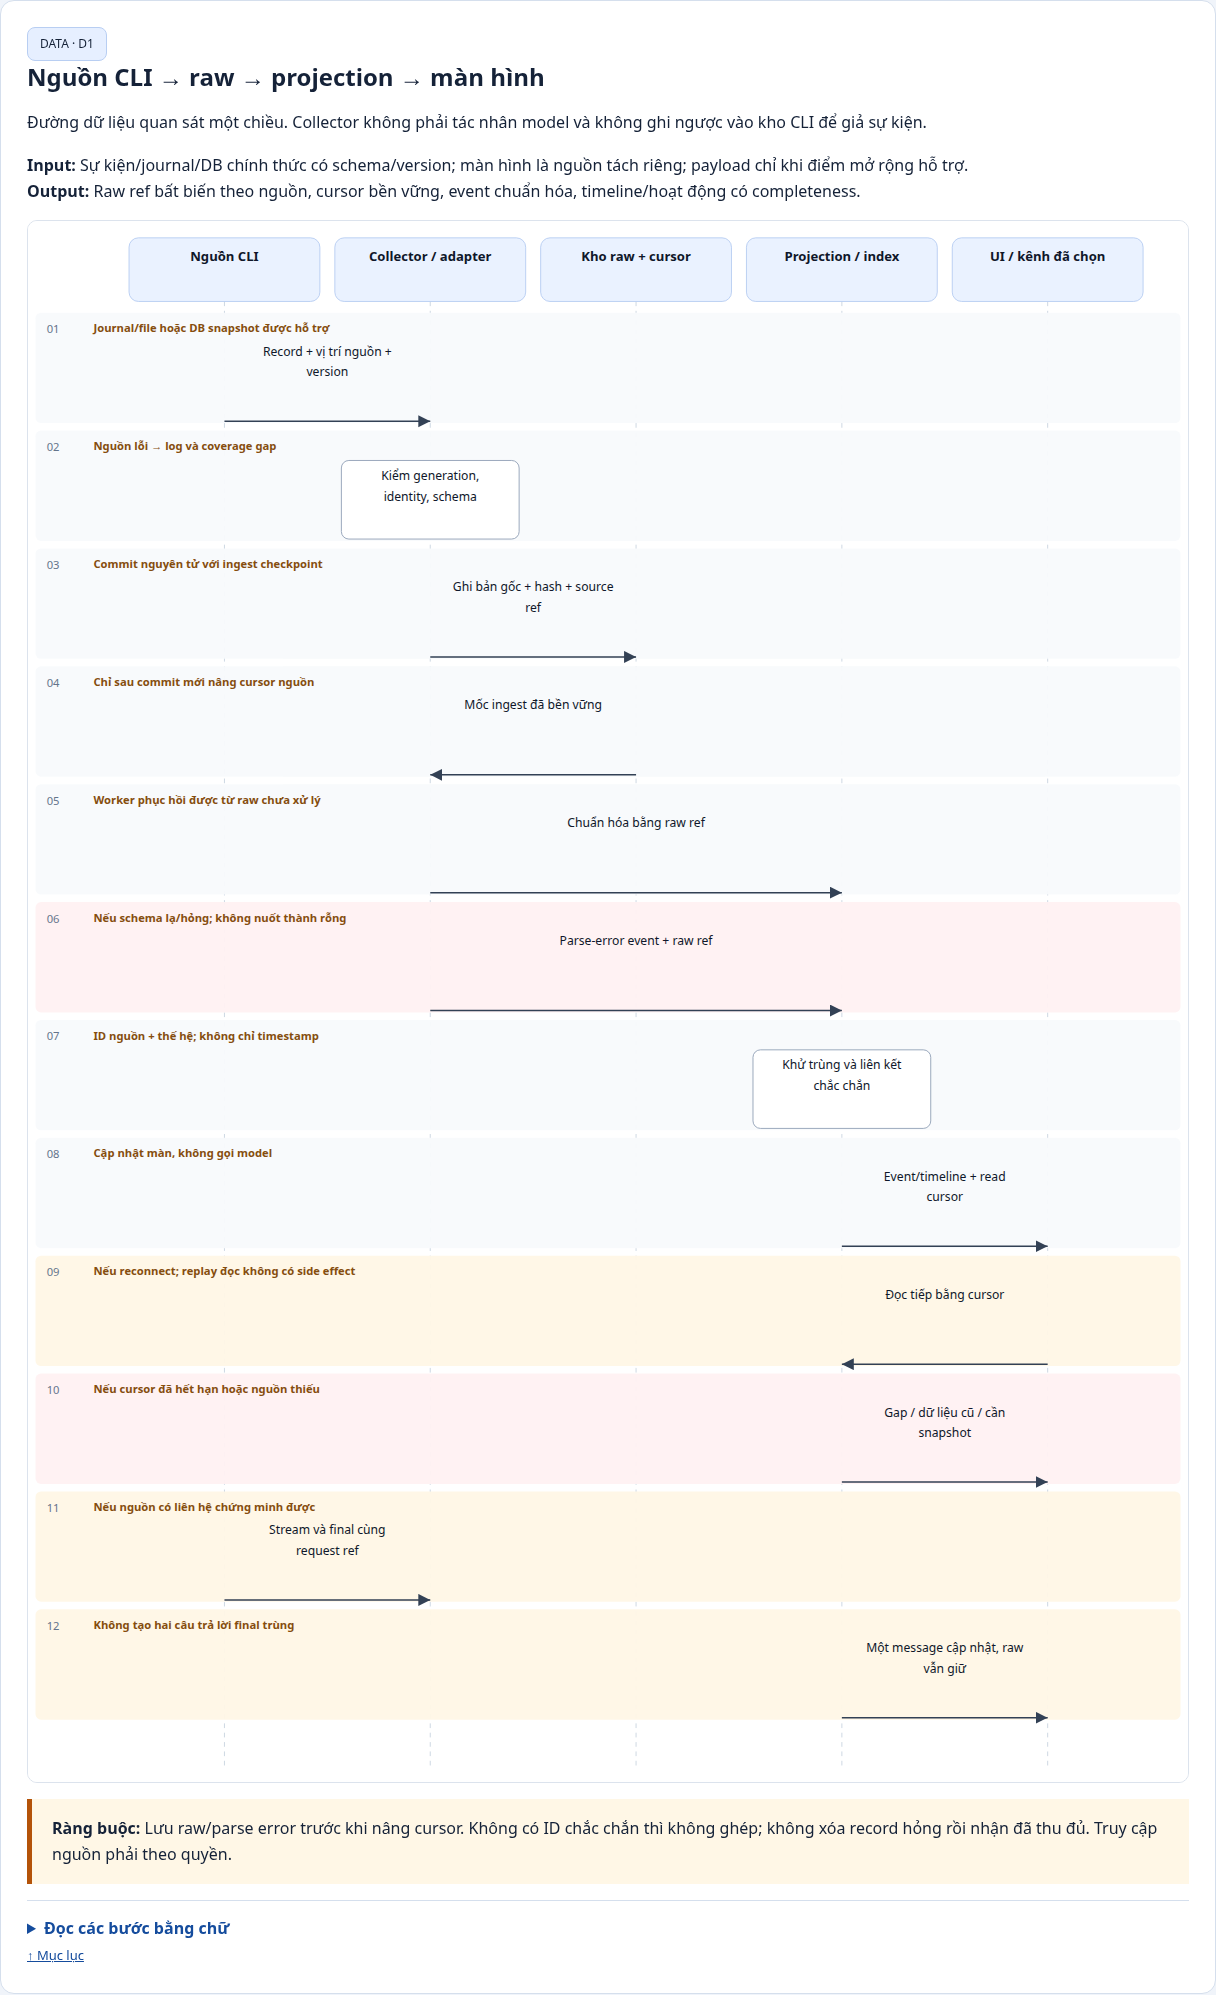 DATA · D1
Nguồn CLI → raw → projection → màn hình
Đường dữ liệu quan sát một chiều. Collector không phải tác nhân model và không ghi ngược vào kho CLI để giả sự kiện.
Input: Sự kiện/journal/DB chính thức có schema/version; màn hình là nguồn tách riêng; payload chỉ khi điểm mở rộng hỗ trợ.
Output: Raw ref bất biến theo nguồn, cursor bền vững, event chuẩn hóa, timeline/hoạt động có completeness.
Nguồn CLI
Collector / adapter
Kho raw + cursor
Projection / index
UI / kênh đã chọn
01
Journal/file hoặc DB snapshot được hỗ trợ
Record + vị trí nguồn +
version
02
Nguồn lỗi → log và coverage gap
Kiểm generation,
identity, schema
03
Commit nguyên tử với ingest checkpoint
Ghi bản gốc + hash + source
ref
04
Chỉ sau commit mới nâng cursor nguồn
Mốc ingest đã bền vững
05
Worker phục hồi được từ raw chưa xử lý
Chuẩn hóa bằng raw ref
06
Nếu schema lạ/hỏng; không nuốt thành rỗng
Parse-error event + raw ref
07
ID nguồn + thế hệ; không chỉ timestamp
Khử trùng và liên kết
chắc chắn
08
Cập nhật màn, không gọi model
Event/timeline + read
cursor
09
Nếu reconnect; replay đọc không có side effect
Đọc tiếp bằng cursor
10
Nếu cursor đã hết hạn hoặc nguồn thiếu
Gap / dữ liệu cũ / cần
snapshot
11
Nếu nguồn có liên hệ chứng minh được
Stream và final cùng
request ref
12
Không tạo hai câu trả lời final trùng
Một message cập nhật, raw
vẫn giữ
Ràng buộc: Lưu raw/parse error trước khi nâng cursor. Không có ID chắc chắn thì không ghép; không xóa record hỏng rồi nhận đã thu đủ. Truy cập
nguồn phải theo quyền.
▶ Đọc các bước bằng chữ
↑ Mục lục